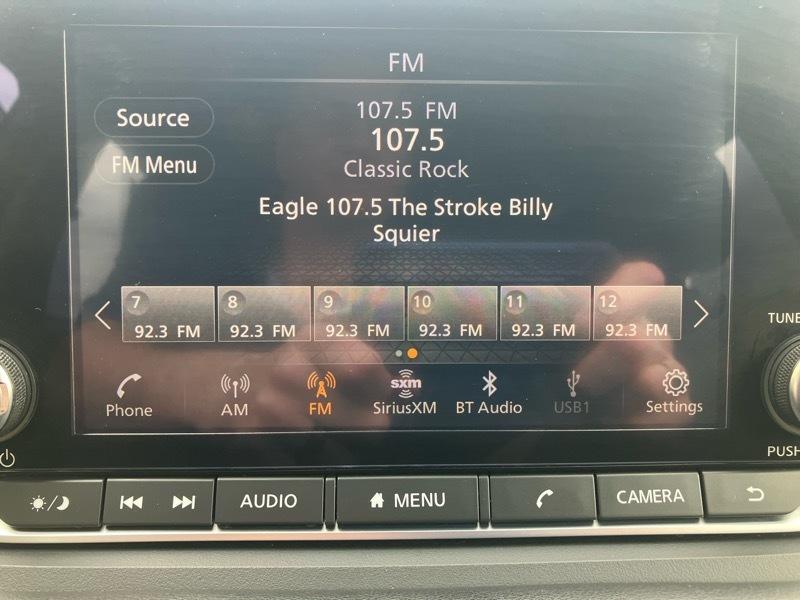 FM
Source
107.5 FM
107.5
FM Menu
Classic Rock
Eagle 107.5 The Stroke Billy
Squier
7 8 9 10 11 12
92.3 FM 92.3 FM 92.3 FM 92.3 FM 92.3 FM 92.3 FM
TUNE
Phone AM FM sxm SiriusXM BT Audio USB1 Settings
PUSH
AUDIO MENU CAMERA